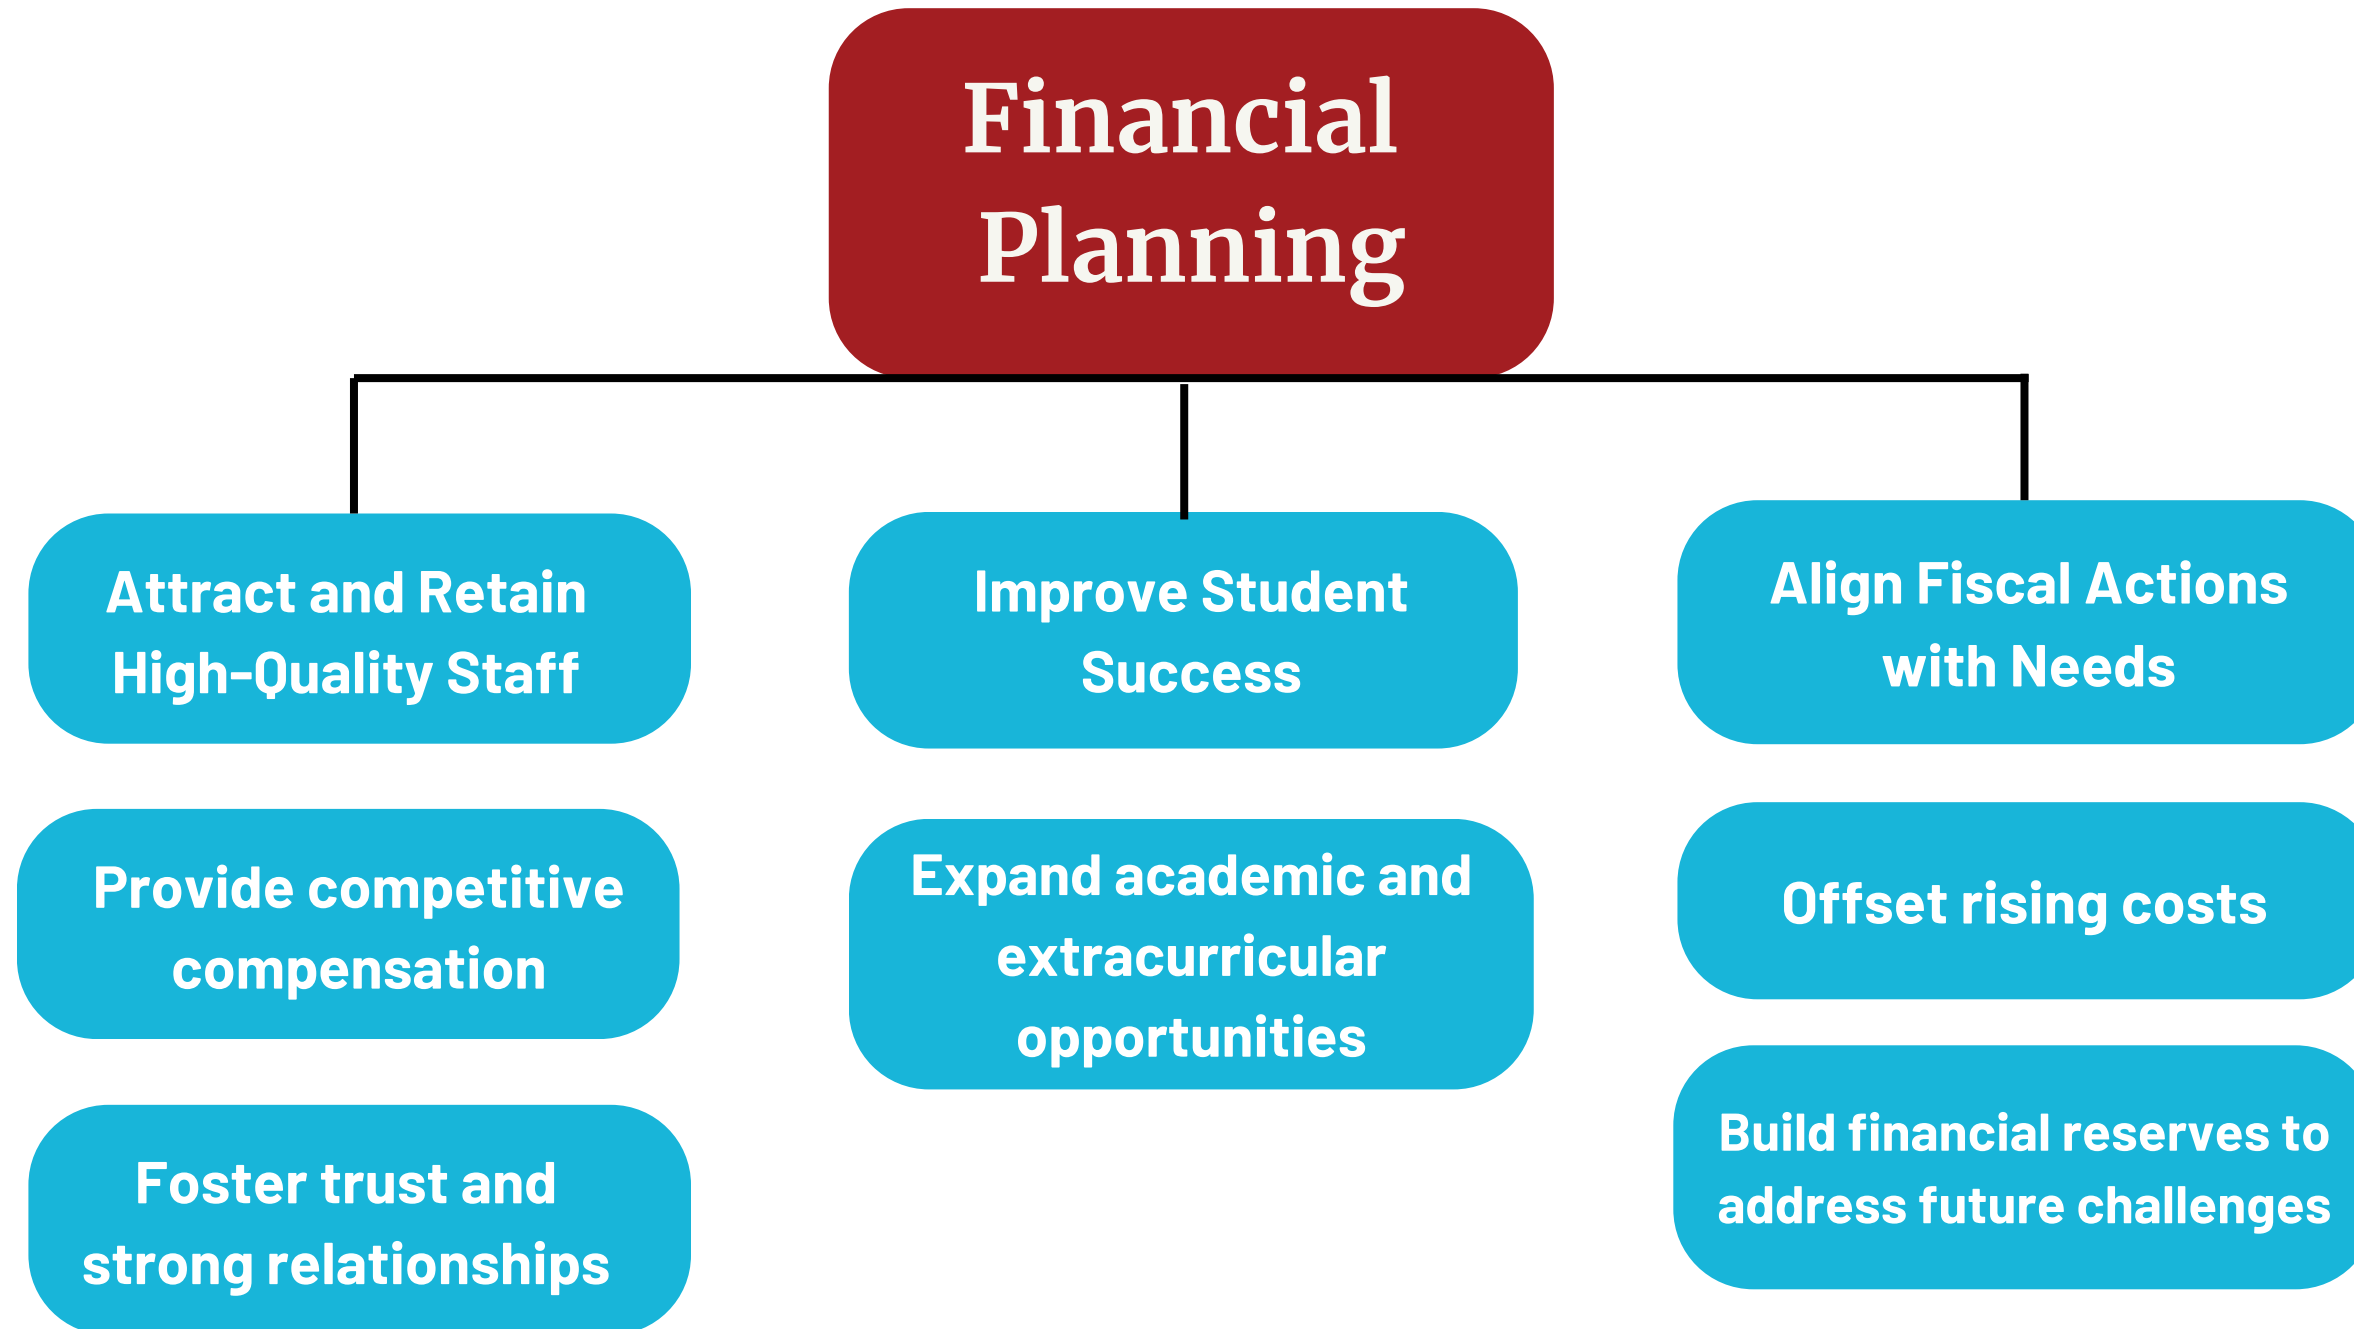 Financial
Planning
Attract and Retain
High-Quality Staff
Provide competitive
compensation
Foster trust and
strong relationships
Improve Student
Success
Expand academic and
extracurricular
opportunities
Align Fiscal Actions
with Needs
Offset rising costs
Build financial reserves to
address future challenges